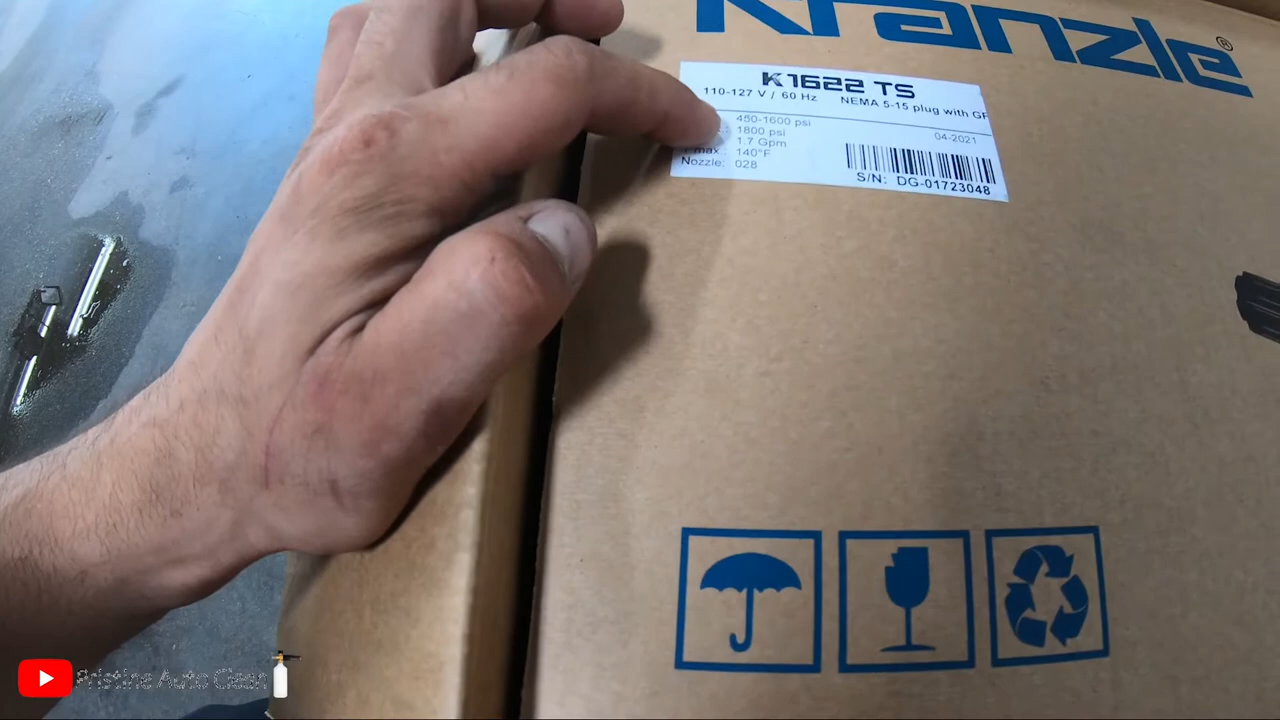 Kränzle®
K1622 TS
110-127 V / 60 Hz NEMA 5-15 plug with GF
450-1600 psi
1800 psi
04-2021
1.7 Gpm
max.: 140°F
Nozzle: 028
S/N: DG-01723048
Pristine Auto Clean